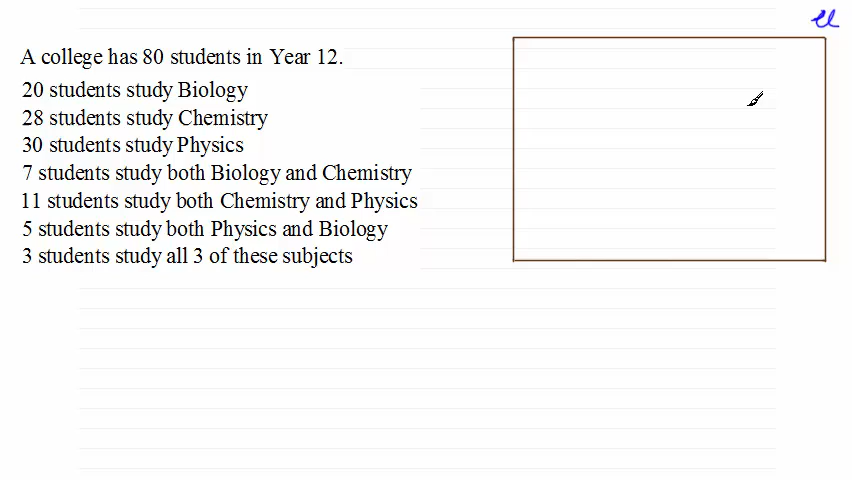 A college has 80 students in Year 12.
20 students study Biology
28 students study Chemistry
30 students study Physics
7 students study both Biology and Chemistry
11 students study both Chemistry and Physics
5 students study both Physics and Biology
3 students study all 3 of these subjects